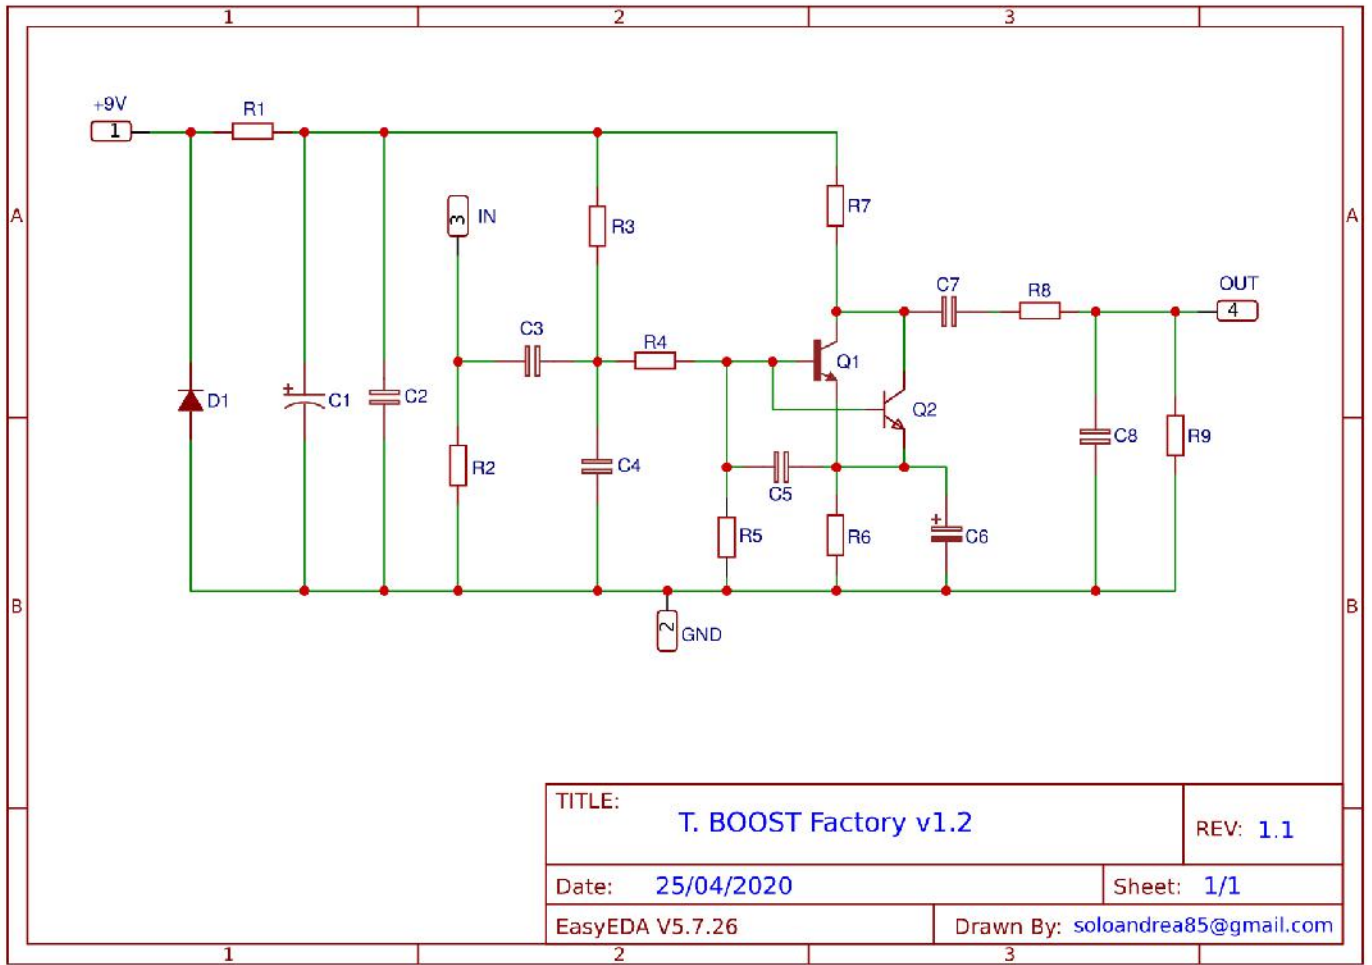 1 2 3
+9V
1
R1
A
3 IN
R3
R7
A
C7
R8
OUT
4
C3
R4
Q1
D1
C1
C2
Q2
R2
C4
C5
C8
R9
R5
R6
C6
B
2
GND
B
TITLE:
T. BOOST Factory v1.2
REV: 1.1
Date: 25/04/2020
Sheet: 1/1
EasyEDA V5.7.26
Drawn By: soloandrea85@gmail.com
1 2 3
+
+